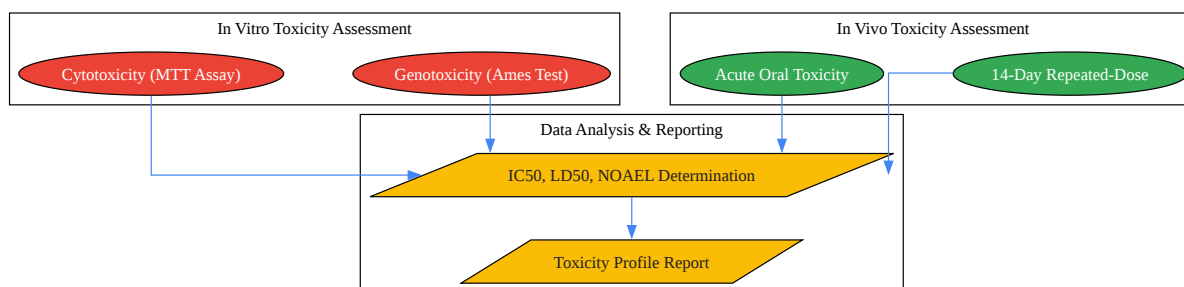 In Vitro Toxicity Assessment
Cytotoxicity (MTT Assay)
Genotoxicity (Ames Test)
In Vivo Toxicity Assessment
Acute Oral Toxicity
14-Day Repeated-Dose
Data Analysis & Reporting
IC50, LD50, NOAEL Determination
Toxicity Profile Report